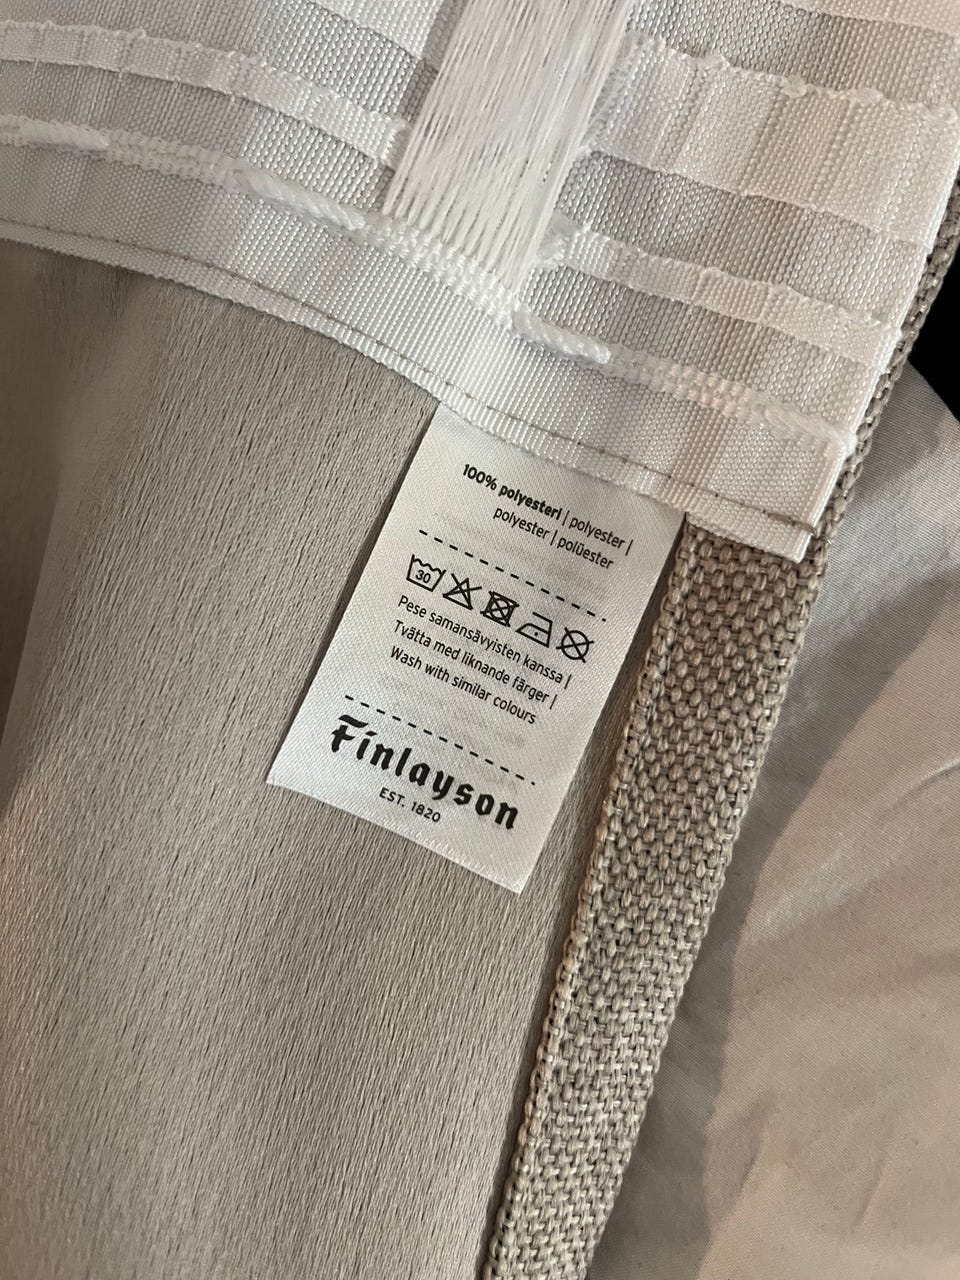 100% polyesteri | polyester |
polyester | polüester
30
Pese samansävyisten kanssa |
Tvätta med liknande färger |
Wash with similar colours
Finlayson
EST. 1820